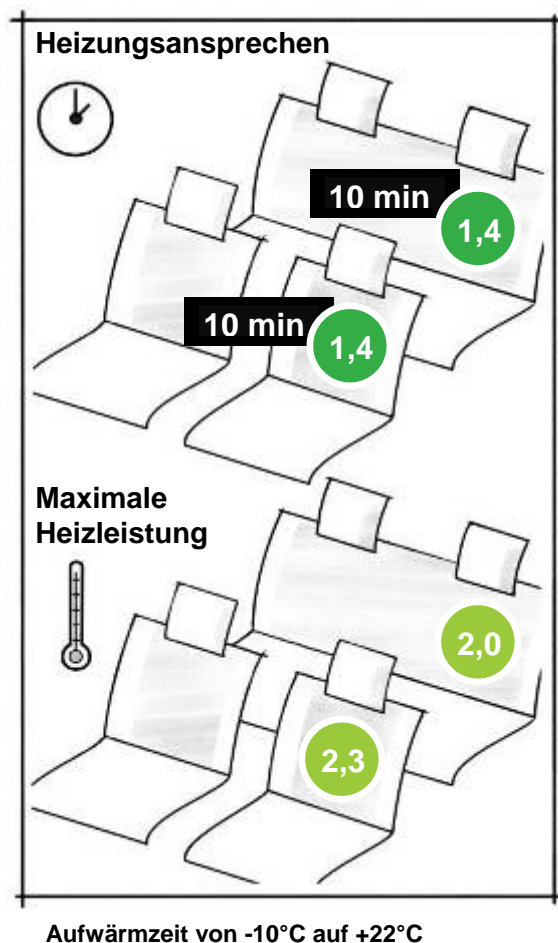 Heizungsansprechen
10 min
1,4
10 min
1,4
Maximale
Heizleistung
2,0
2,3
Aufwärmzeit von -10°C auf +22°C